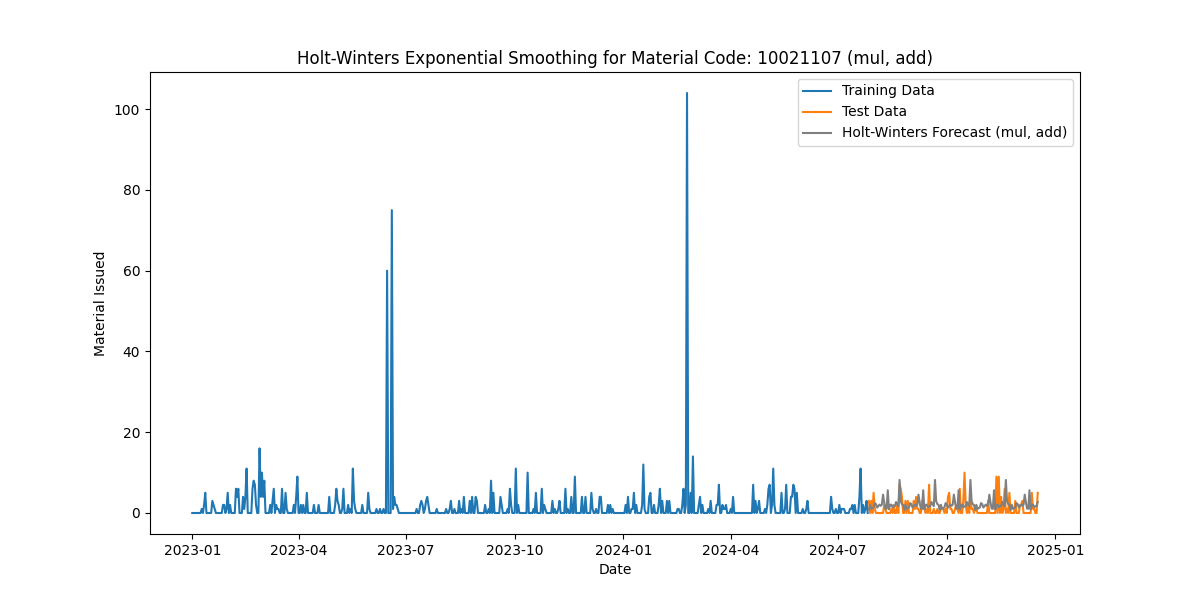 Holt-Winters Exponential Smoothing for Material Code: 10021107 (mul, add)
Training Data
Test Data
Holt-Winters Forecast (mul, add)
Material Issued
100
80
60
40
20
0
2023-01 2023-04 2023-07 2023-10 2024-01 2024-04 2024-07 2024-10 2025-01
Date